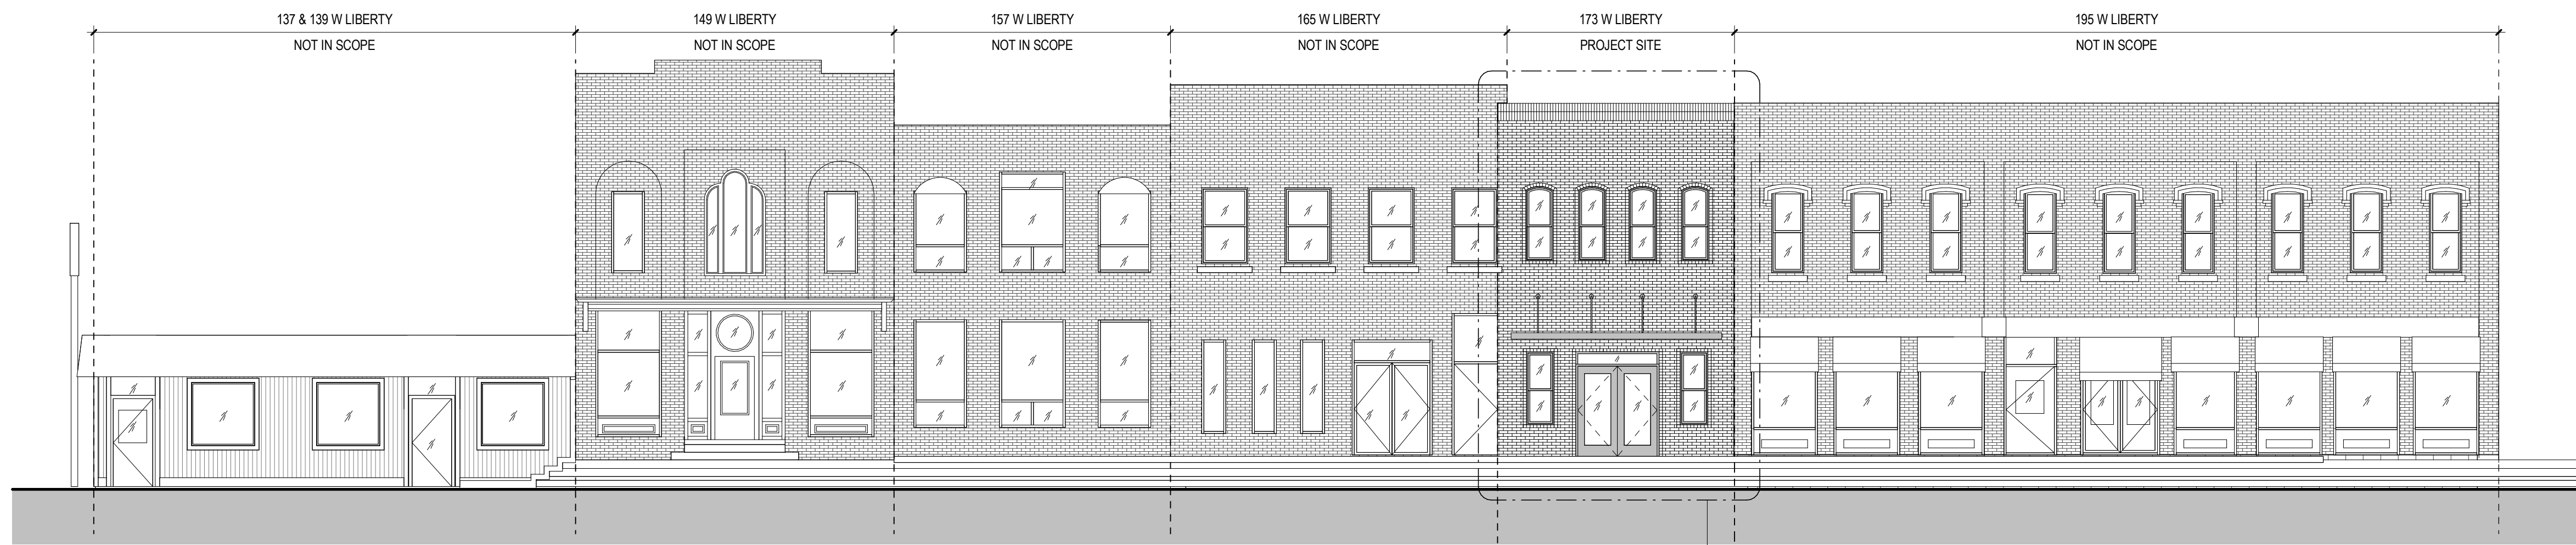 137 & 139 W LIBERTY
NOT IN SCOPE
149 W LIBERTY
NOT IN SCOPE
157 W LIBERTY
NOT IN SCOPE
165 W LIBERTY
NOT IN SCOPE
173 W LIBERTY
PROJECT SITE
195 W LIBERTY
NOT IN SCOPE